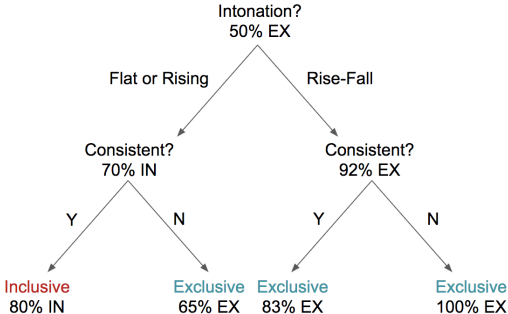 Intonation?
50% EX
Flat or Rising
Rise-Fall
Consistent?
70% IN
Consistent?
92% EX
Y
N
Y
N
Inclusive
80% IN
Exclusive
65% EX
Exclusive
83% EX
Exclusive
100% EX